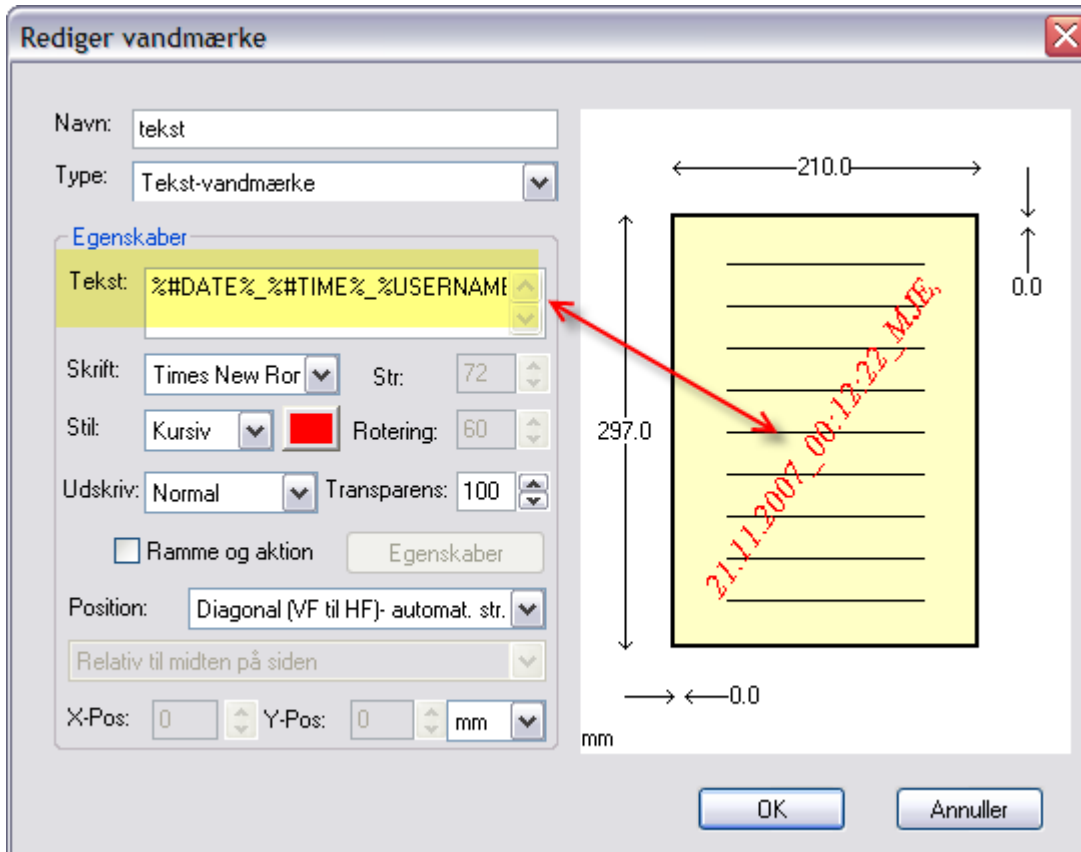 Rediger vandmærke
Navn: tekst
Type: Tekst-vandmærke
Egenskaber
Tekst: %#DATE%_%#TIME%_%USERNAME
Skrift: Times New Ror Str: 72
Stil: Kursiv Rotering: 60
Udskriv: Normal Transparens: 100
Ramme og aktion Egenskaber
Position: Diagonal (VF til HF)- automat. str.
Relativ til midten på siden
X-Pos: 0 Y-Pos: 0 mm
210.0
0.0
297.0
21.11.2007_00:12:22_MJE,
0.0
mm
OK Annuller